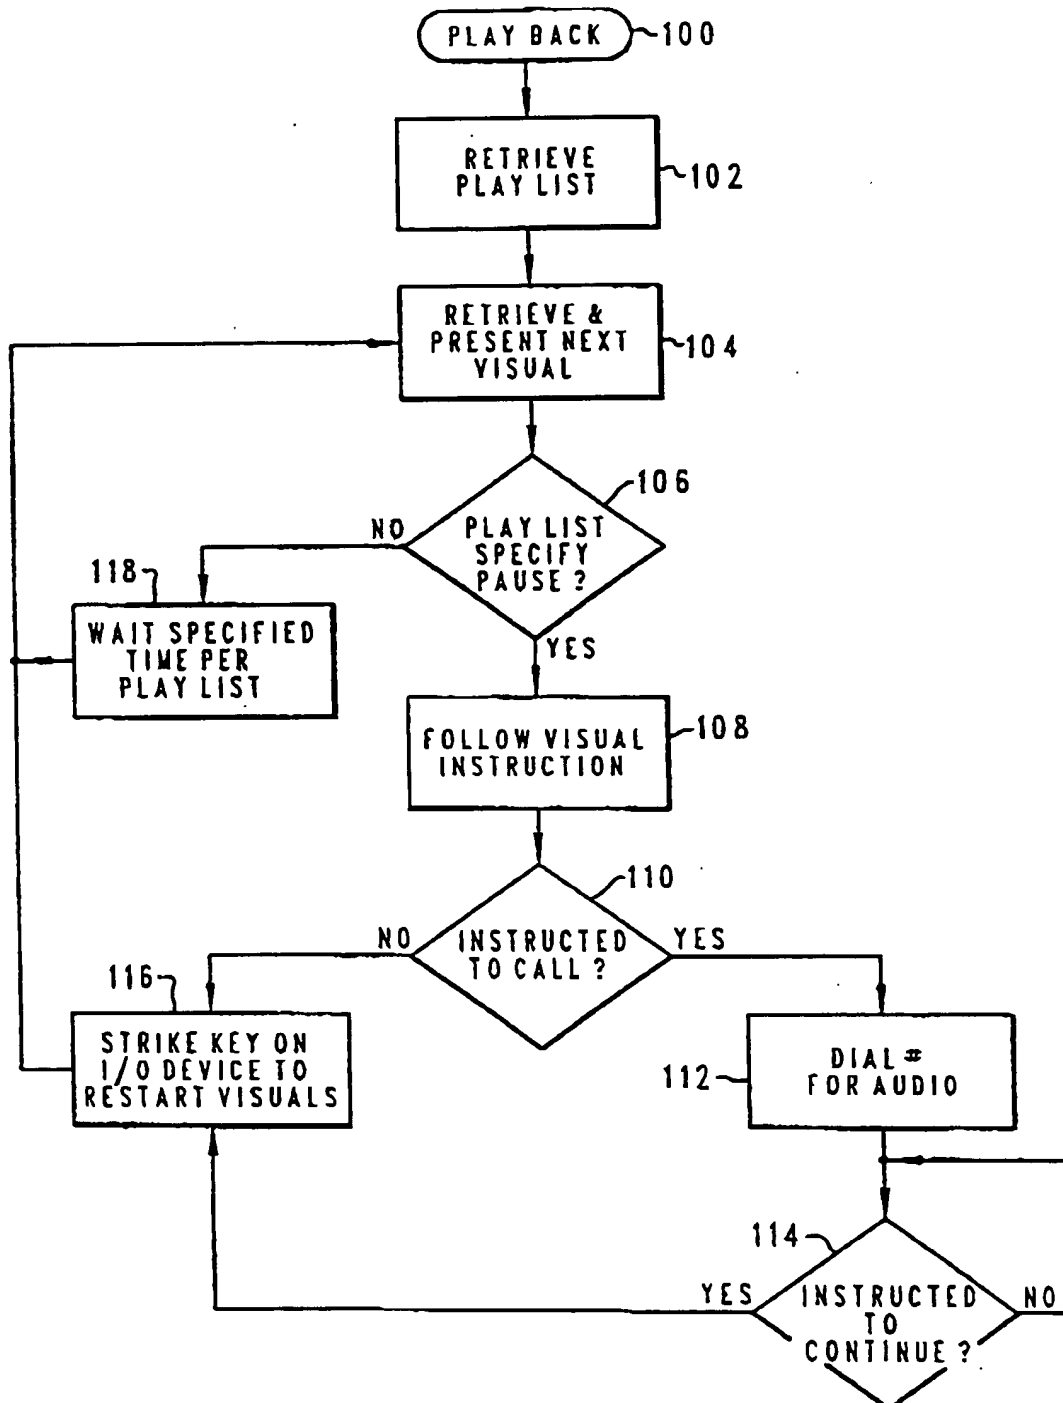 PLAY BACK
100
RETRIEVE
PLAY LIST
102
RETRIEVE &
PRESENT NEXT
VISUAL
104
106
NO
PLAY LIST
SPECIFY
PAUSE ?
118
YES
WAIT SPECIFIED
TIME PER
PLAY LIST
108
FOLLOW VISUAL
INSTRUCTION
110
NO
INSTRUCTED
TO CALL ?
YES
116
STRIKE KEY ON
I/O DEVICE TO
RESTART VISUALS
112
DIAL #
FOR AUDIO
114
YES
INSTRUCTED
TO
CONTINUE ?
NO